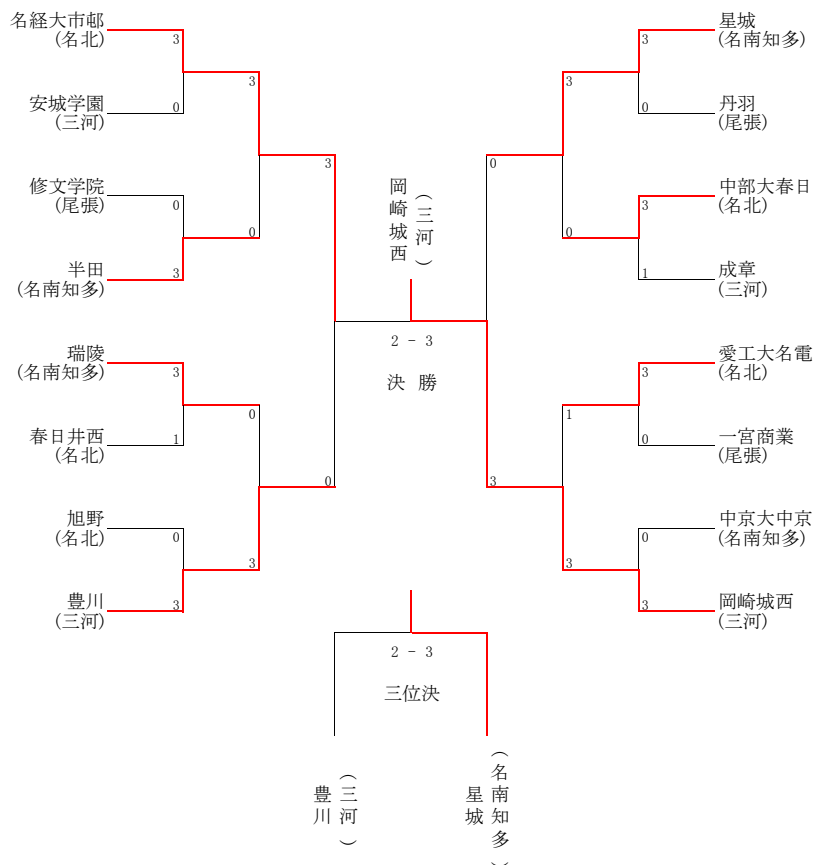 名経大市邨
(名北)
3
安城学園
(三河)
0
3
修文学院
(尾張)
0
半田
(名南知多)
3
0
3
瑞陵
(名南知多)
3
春日井西
(名北)
1
0
旭野
(名北)
0
豊川
(三河)
3
3
0
岡崎城西
(三河)
2 - 3
決 勝
星城
(名南知多)
3
丹羽
(尾張)
0
3
中部大春日
(名北)
3
成章
(三河)
1
0
0
愛工大名電
(名北)
3
一宮商業
(尾張)
0
1
中京大中京
(名南知多)
0
岡崎城西
(三河)
3
3
3
2 - 3
三位決
豊川
(三河)
星城
(名南知多)